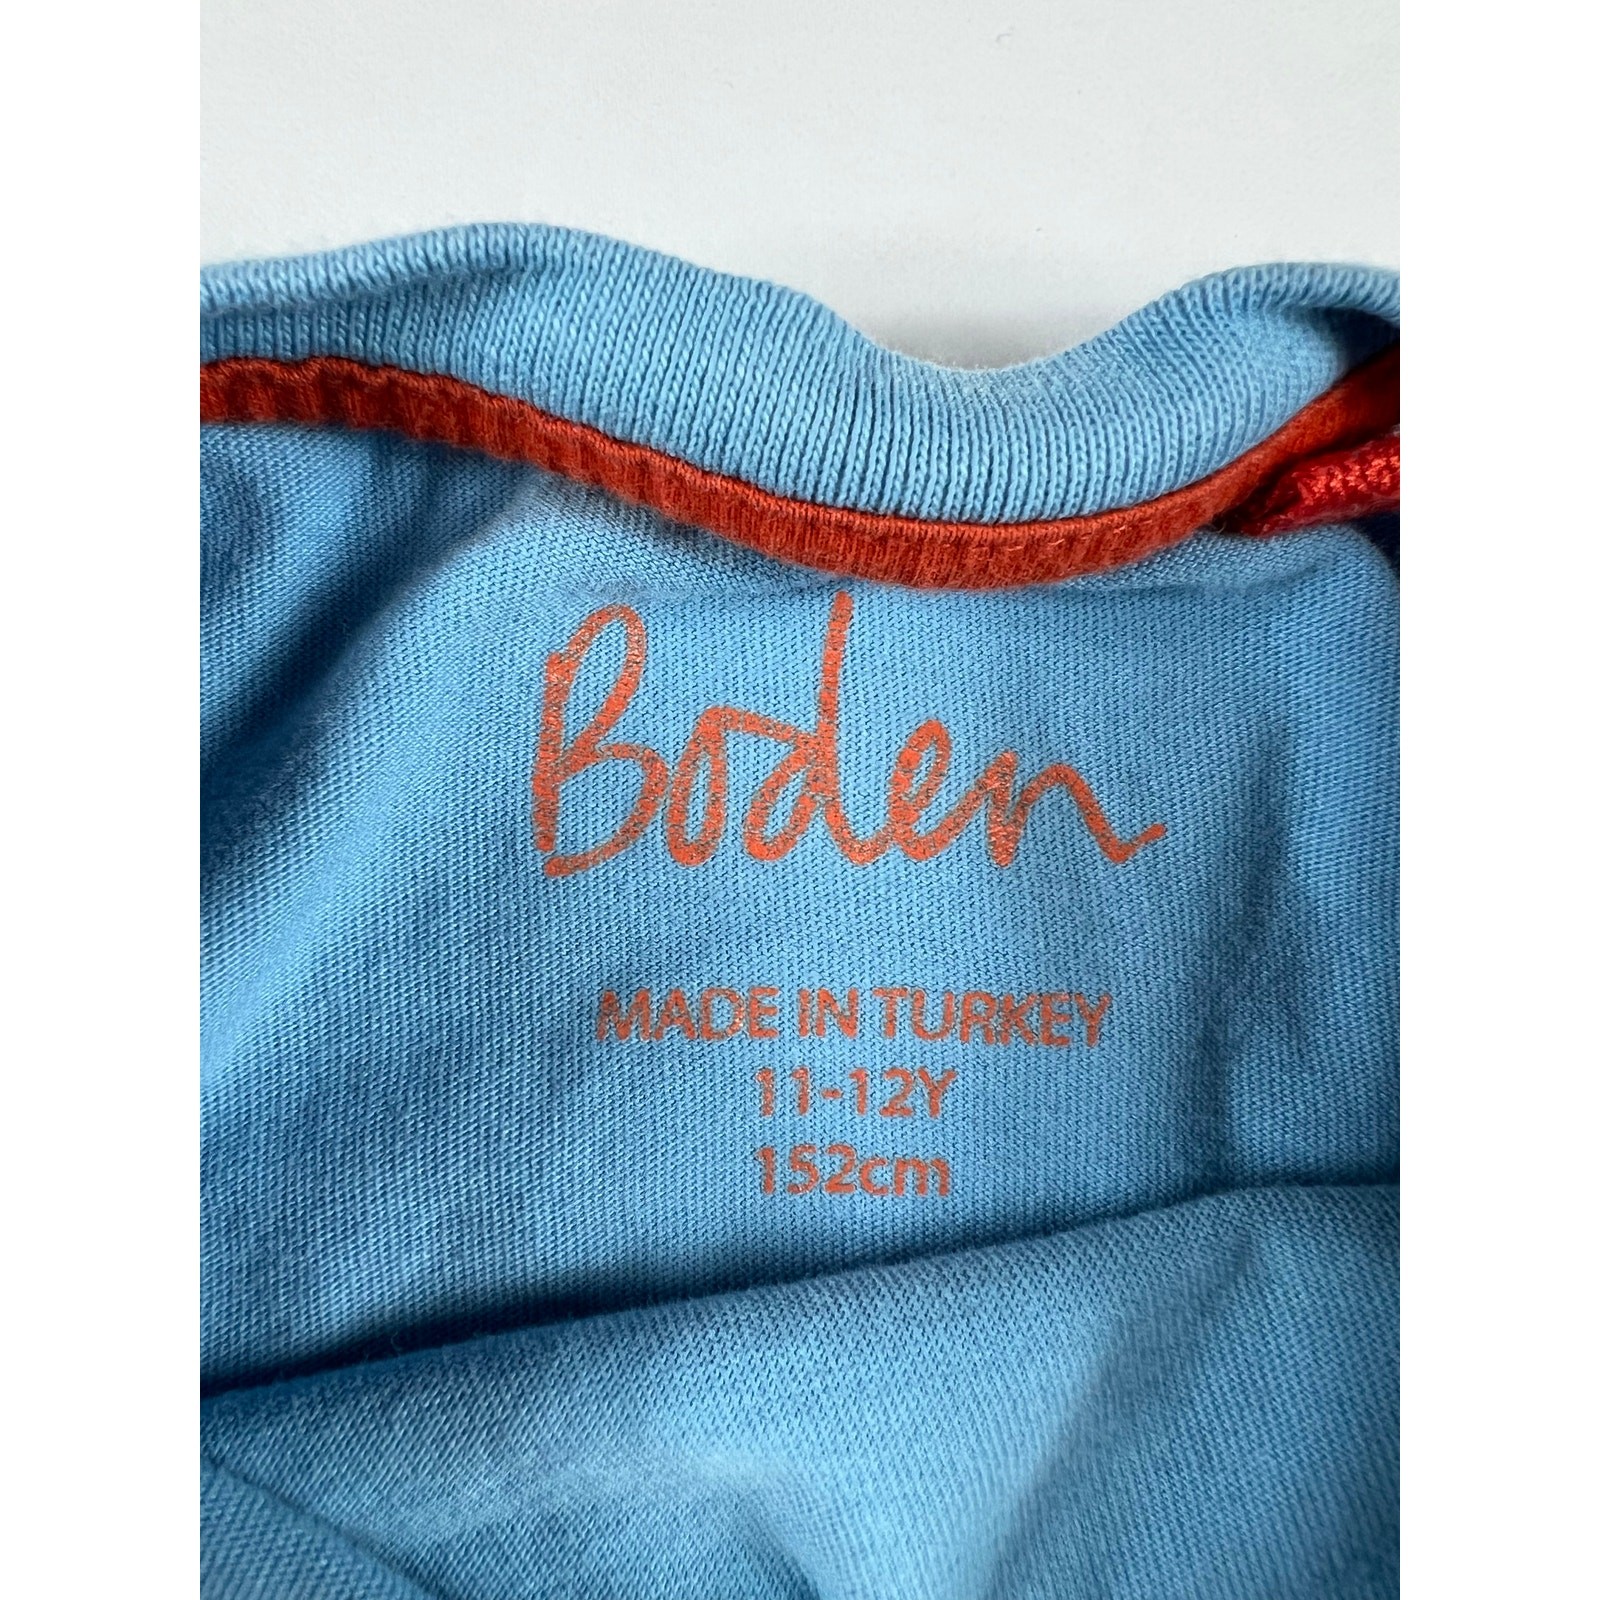 Boden
MADE IN TURKEY
11-12Y
152cm